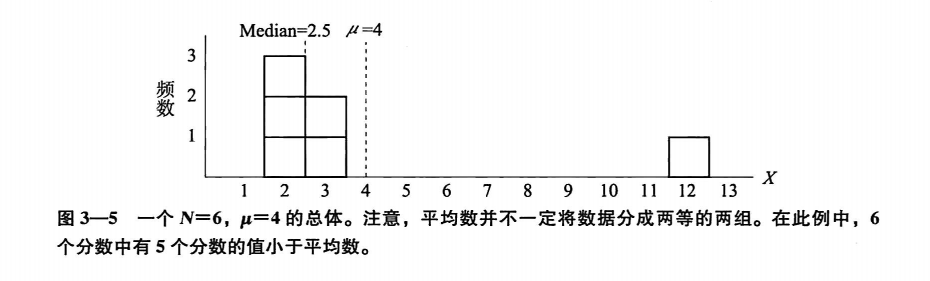 Median=2.5 μ=4
3
频数 2
1
1 2 3 4 5 6 7 8 9 10 11 12 13 X
图 3—5 一个 N=6，μ=4 的总体。注意，平均数并不一定将数据分成两等的两组。在此例中，6
个分数中有 5 个分数的值小于平均数。